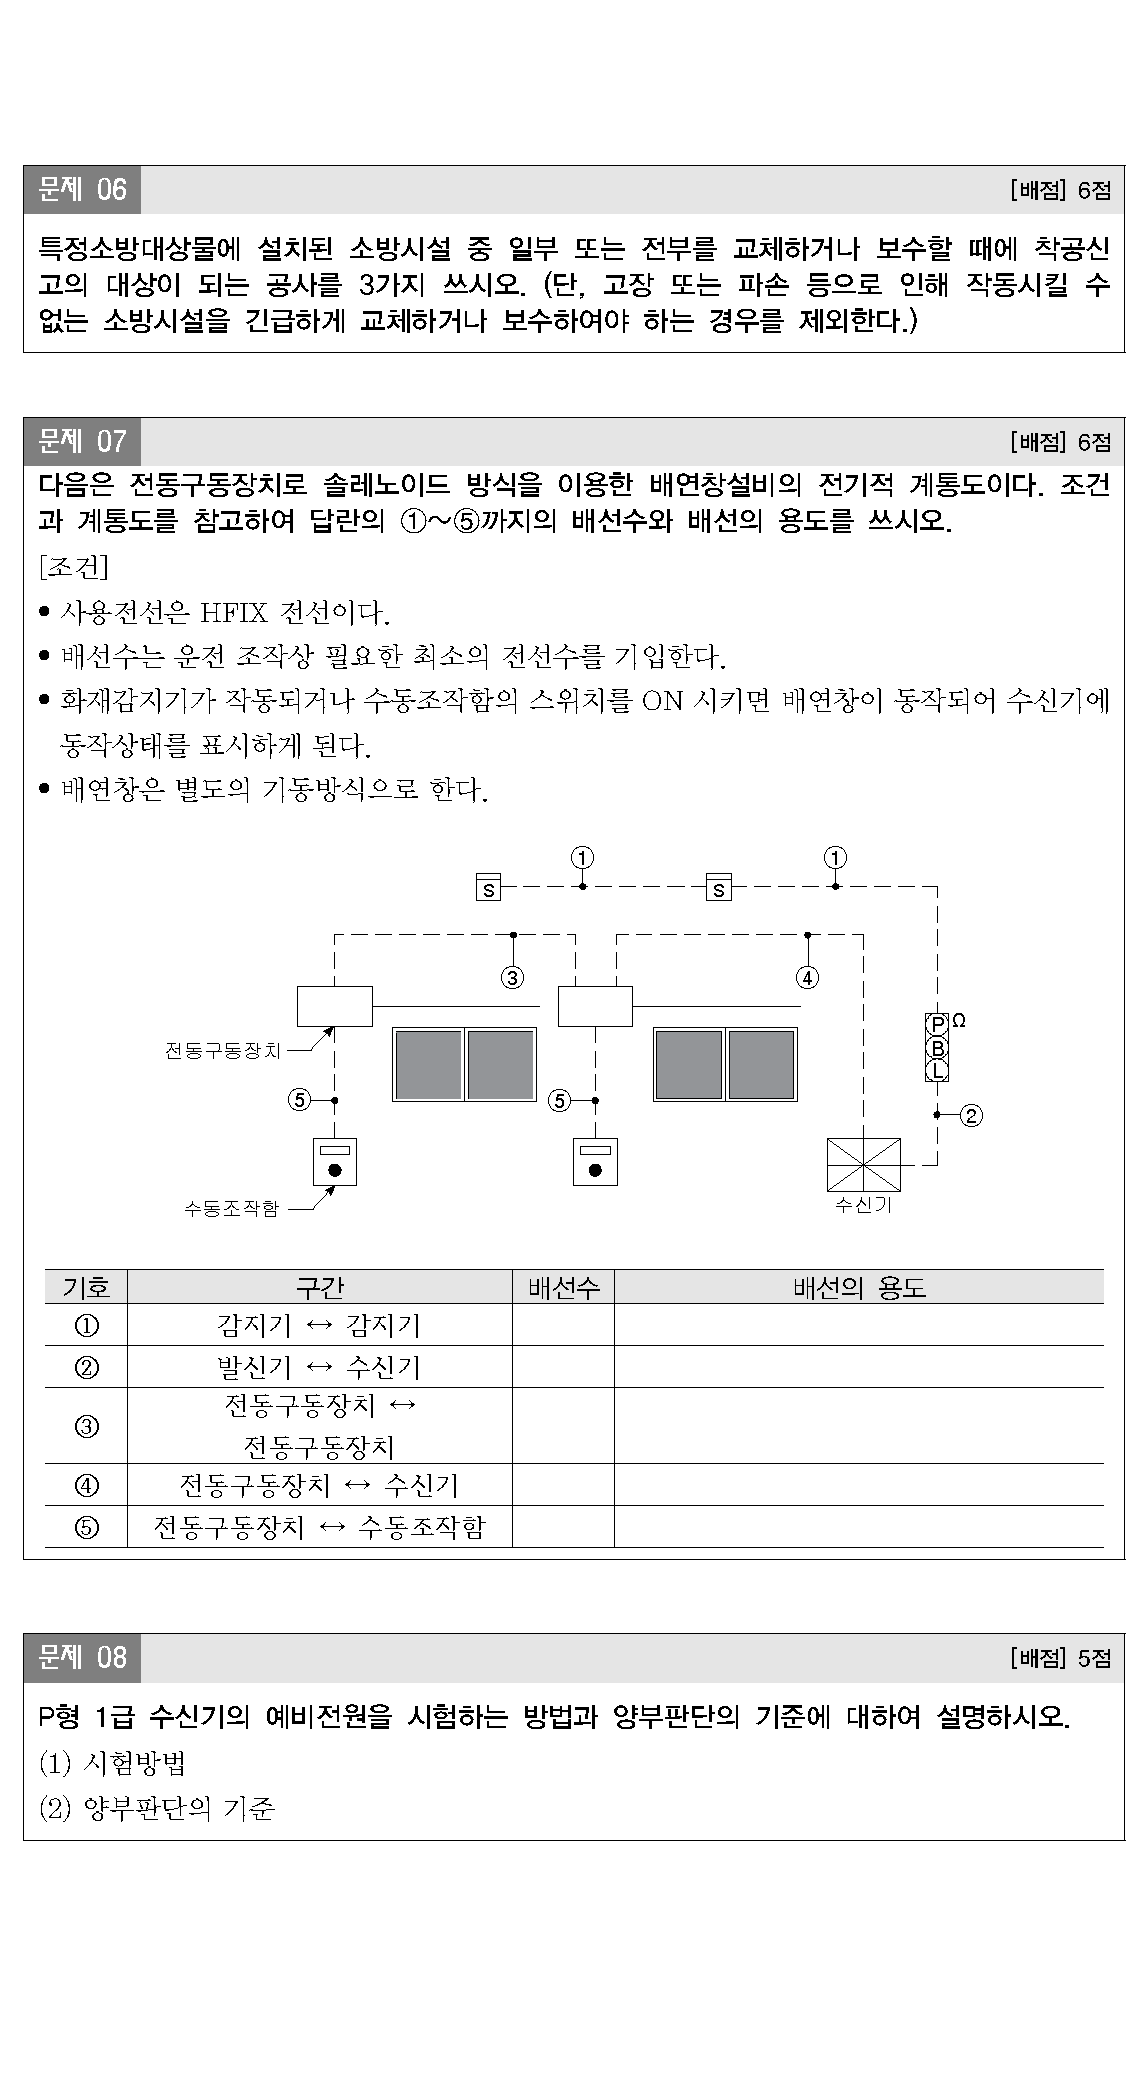 문제 06 [배점] 6점
특정소방대상물에 설치된 소방시설 중 일부 또는 전부를 교체하거나 보수할 때에 착공신
고의 대상이 되는 공사를 3가지 쓰시오. (단, 고장 또는 파손 등으로 인해 작동시킬 수
없는 소방시설을 긴급하게 교체하거나 보수하여야 하는 경우를 제외한다.)
문제 07 [배점] 6점
다음은 전동구동장치로 솔레노이드 방식을 이용한 배연창설비의 전기적 계통도이다. 조건
과 계통도를 참고하여 답란의 ①～⑤까지의 배선수와 배선의 용도를 쓰시오.
[조건]
● 사용전선은 HFIX 전선이다.
● 배선수는 운전 조작상 필요한 최소의 전선수를 기입한다.
● 화재감지기가 작동되거나 수동조작함의 스위치를 ON 시키면 배연창이 동작되어 수신기에
동작상태를 표시하게 된다.
● 배연창은 별도의 기동방식으로 한다.
① ①
S S
③ ④
P Ω
B
L
전동구동장치
⑤ ⑤ ②
수동조작함 수신기
기호 구간 배선수 배선의 용도
① 감지기 ↔ 감지기
② 발신기 ↔ 수신기
③ 전동구동장치 ↔
전동구동장치
④ 전동구동장치 ↔ 수신기
⑤ 전동구동장치 ↔ 수동조작함
문제 08 [배점] 5점
P형 1급 수신기의 예비전원을 시험하는 방법과 양부판단의 기준에 대하여 설명하시오.
(1) 시험방법
(2) 양부판단의 기준